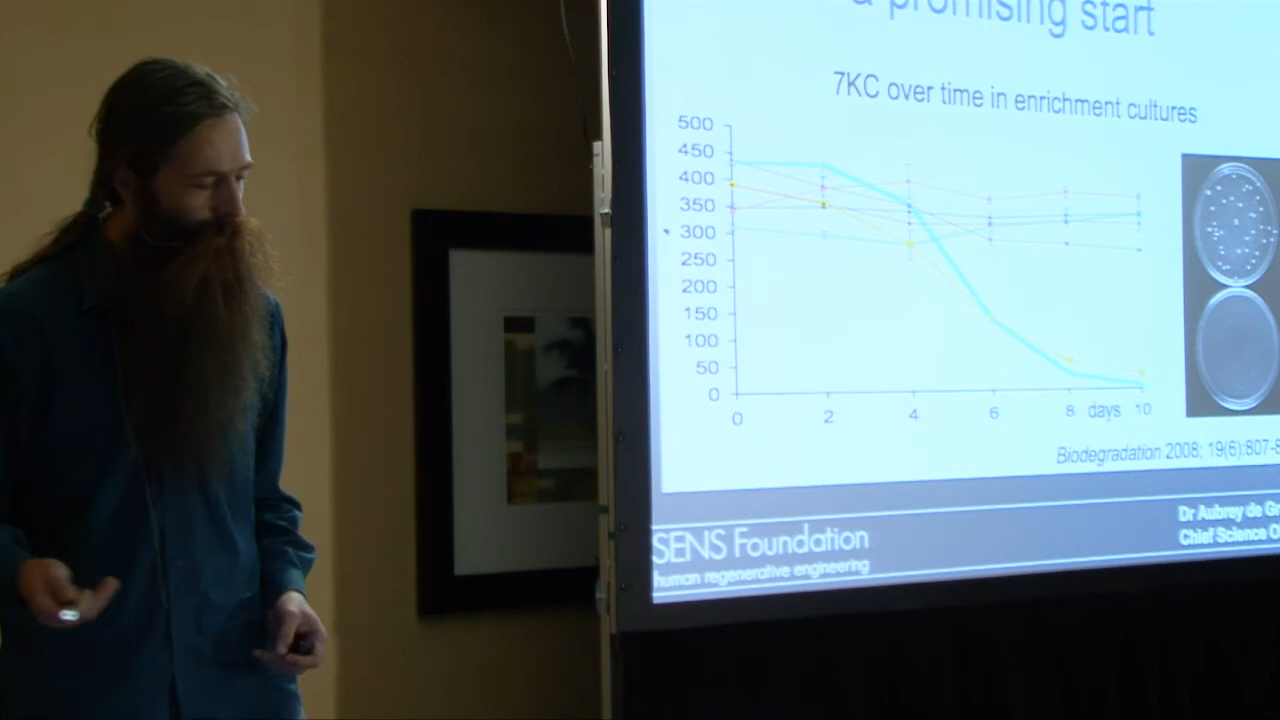 promising start
7KC over time in enrichment cultures
500
450
400
350
300
250
200
150
100
50
0
0 2 4 6 8 days 10
Biodegradation 2008; 19(6):807-8
SENS Foundation
human regenerative engineering
Dr Aubrey de Gr
Chief Science O